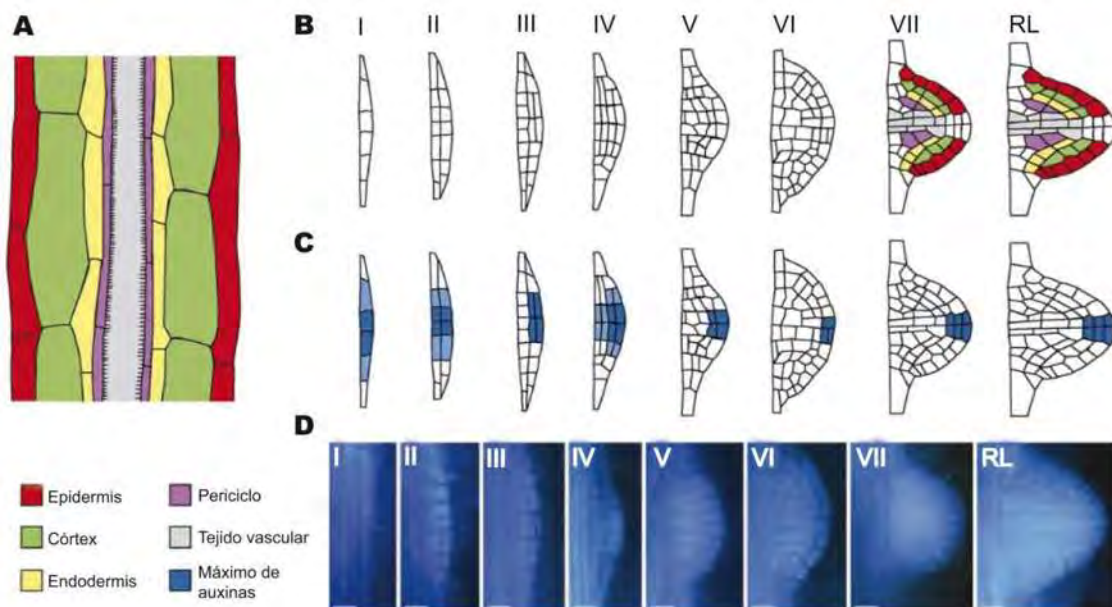 A
B I II III IV V VI VII RL
C
D
I II III IV V VI VII RL
Epidermis
Periciclo
Córtex
Tejido vascular
Endodermis
Máximo de
auxinas